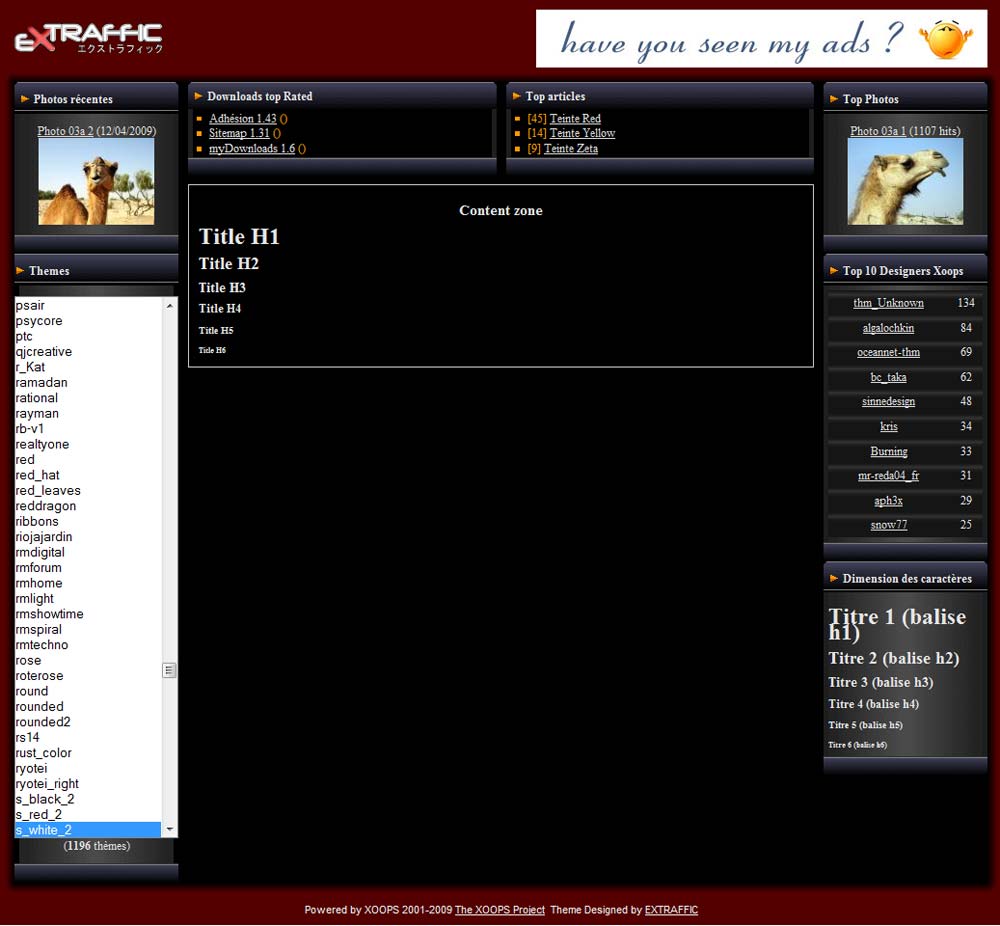 eXTRAFFIC
エクストラフィック
have you seen my ads ?
Photos récentes
Photo 03a 2 (12/04/2009)
Themes
psair
psycore
ptc
qjcreative
r_Kat
ramadan
rational
rayman
rb-v1
realtyone
red
red_hat
red_leaves
reddragon
ribbons
riojajardin
rmdigital
rmforum
rmhome
rmlight
rmshowtime
rmspiral
rmtechno
rose
roterose
round
rounded
rounded2
rs14
rust_color
ryotei
ryotei_right
s_black_2
s_red_2
s_white_2
(1196 thèmes)
Downloads top Rated
Adhésion 1.43 ()
Sitemap 1.31 ()
myDownloads 1.6 ()
Top articles
[45] Teinte Red
[14] Teinte Yellow
[9] Teinte Zeta
Content zone
Title H1
Title H2
Title H3
Title H4
Title H5
Title H6
Top Photos
Photo 03a 1 (1107 hits)
Top 10 Designers Xoops
thm_Unknown 134
algalochkin 84
oceannet-thm 69
bc_taka 62
sinnedesign 48
kris 34
Burning 33
mr-reda04_fr 31
aph3x 29
snow77 25
Dimension des caractères
Titre 1 (balise
h1)
Titre 2 (balise h2)
Titre 3 (balise h3)
Titre 4 (balise h4)
Titre 5 (balise h5)
Titre 6 (balise h6)
Powered by XOOPS 2001-2009 The XOOPS Project Theme Designed by EXTRAFFIC